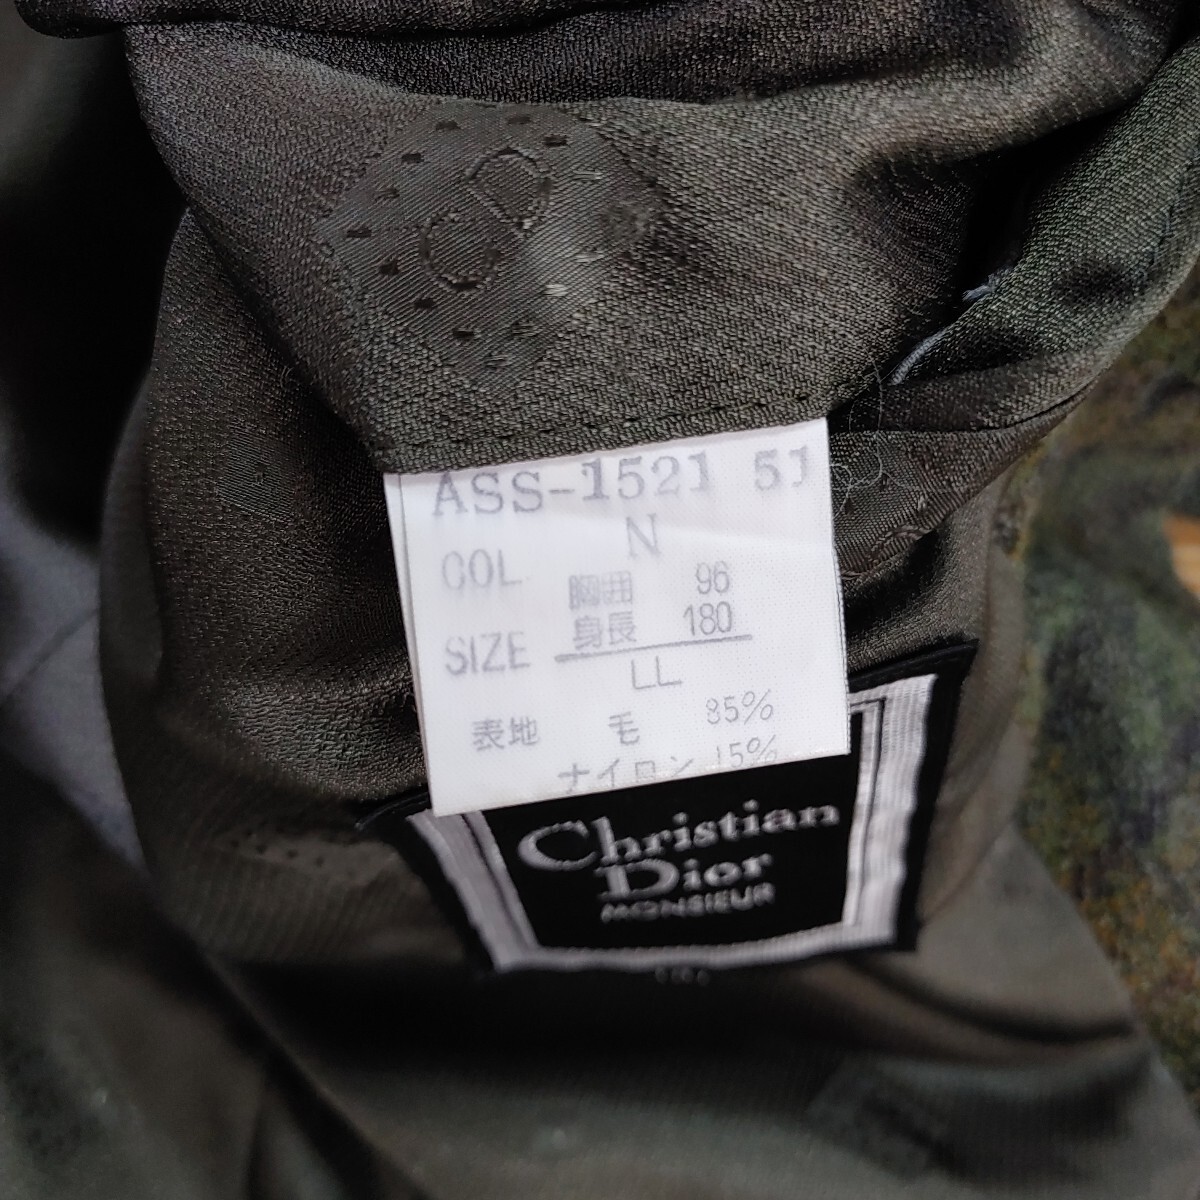 CD
ASS-1521 51
COL N
胸囲 96
SIZE 身長 180
LL
表地 毛 85%
ナイロン 15%
Christian
Dior
MONSIEUR